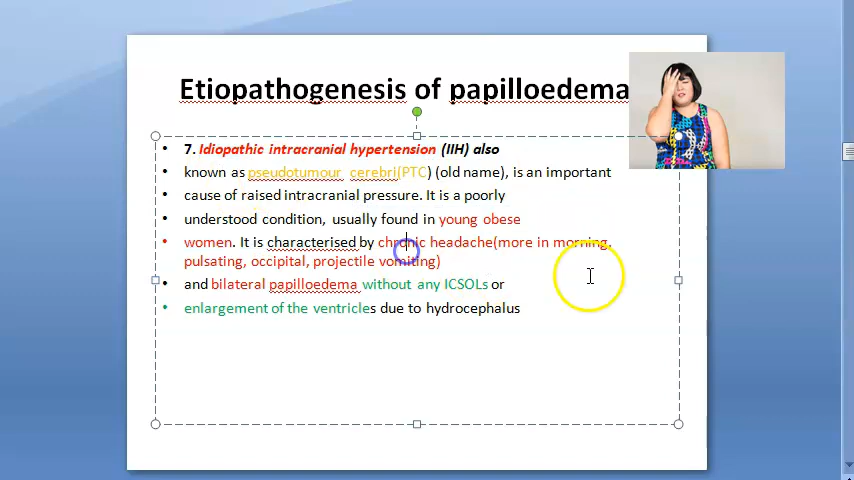 Etiopathogenesis of papilloedema
• 7. Idiopathic intracranial hypertension (IIH) also
• known as pseudotumour cerebri(PTC) (old name), is an important
• cause of raised intracranial pressure. It is a poorly
• understood condition, usually found in young obese
• women. It is characterised by chronic headache(more in morning,
pulsating, occipital, projectile vomiting)
• and bilateral papilloedema without any ICSOLs or
• enlargement of the ventricles due to hydrocephalus